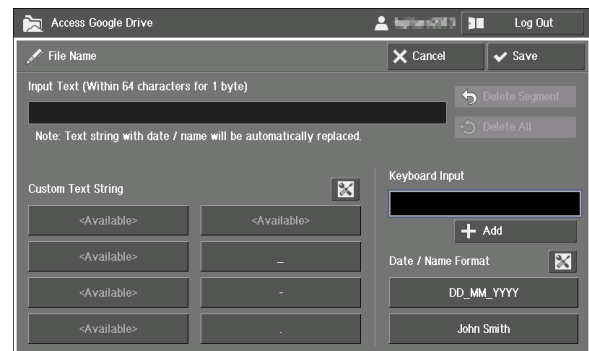 Access Google Drive
Log Out
File Name
Cancel
Save
Input Text (Within 64 characters for 1 byte)
Delete Segment
Delete All
Note: Text string with date / name will be automatically replaced.
Keyboard Input
Custom Text String
<Available>
<Available>
Add
<Available>
_
Date / Name Format
<Available>
-
DD_MM_YYYY
<Available>
.
John Smith